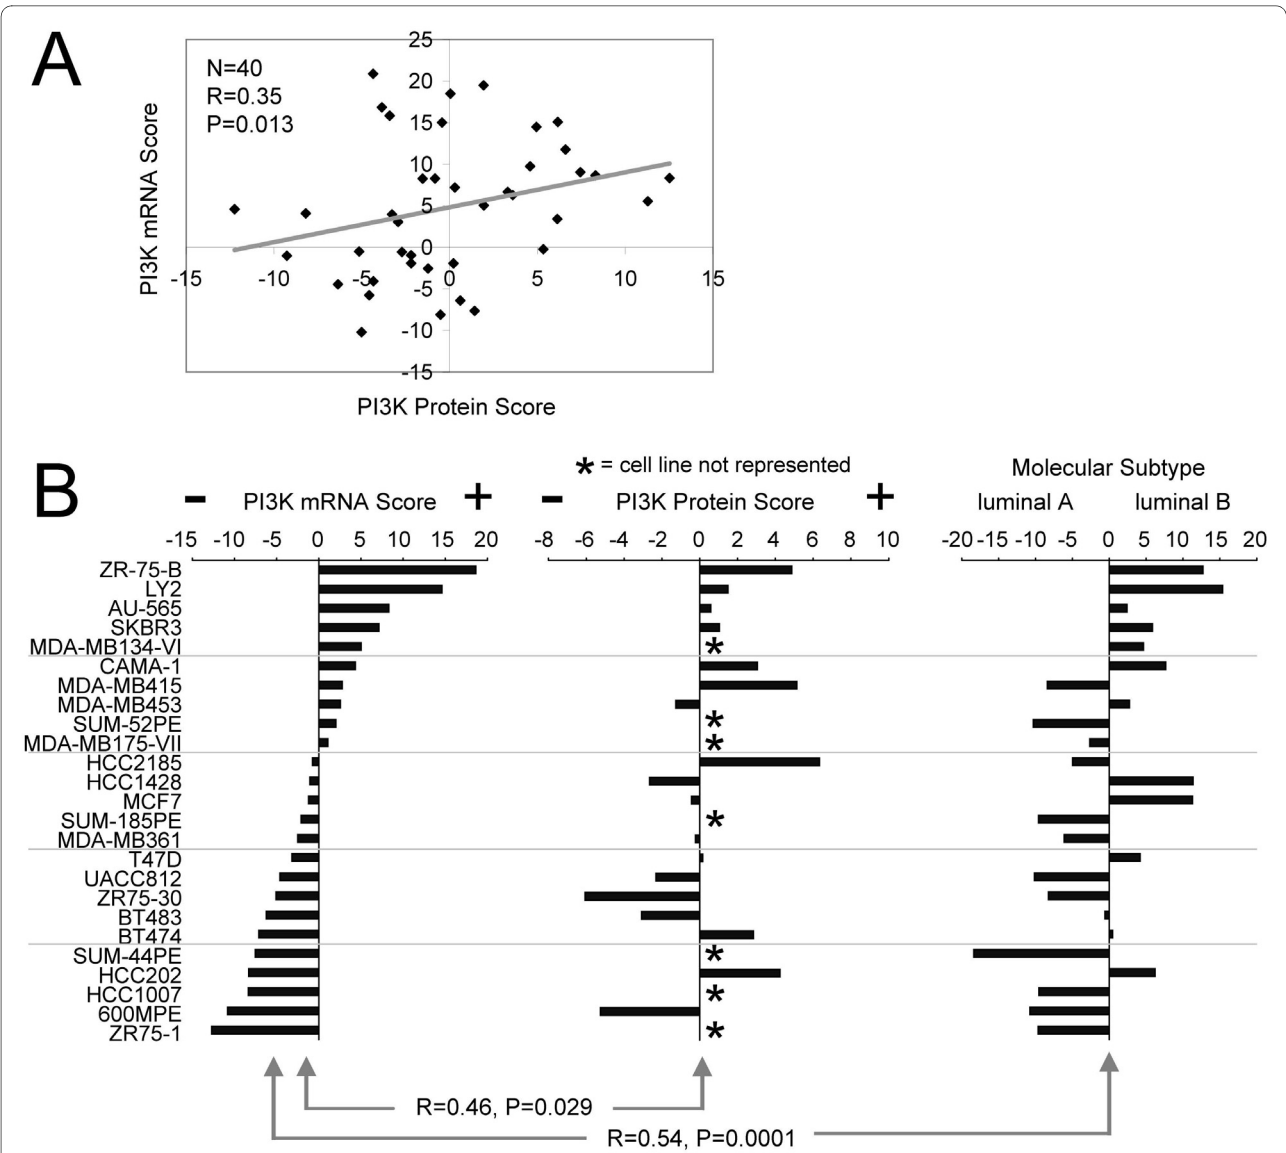 A
N=40
R=0.35
P=0.013
25
20
15
10
5
0
-5
-10
-15
-15 -10 -5 0 5 10 15
PI3K mRNA Score
PI3K Protein Score
B
* = cell line not represented
Molecular Subtype
- PI3K mRNA Score +
- PI3K Protein Score +
luminal A luminal B
-15 -10 -5 0 5 10 15 20
-8 -6 -4 -2 0 2 4 6 8 10
-20 -15 -10 -5 0 5 10 15 20
ZR-75-B
LY2
AU-565
SKBR3
MDA-MB134-VI *
CAMA-1
MDA-MB415
MDA-MB453
SUM-52PE *
MDA-MB175-VII *
HCC2185
HCC1428
MCF7
SUM-185PE *
MDA-MB361
T47D
UACC812
ZR75-30
BT483
BT474
SUM-44PE *
HCC202
HCC1007 *
600MPE
ZR75-1 *
R=0.46, P=0.029
R=0.54, P=0.0001